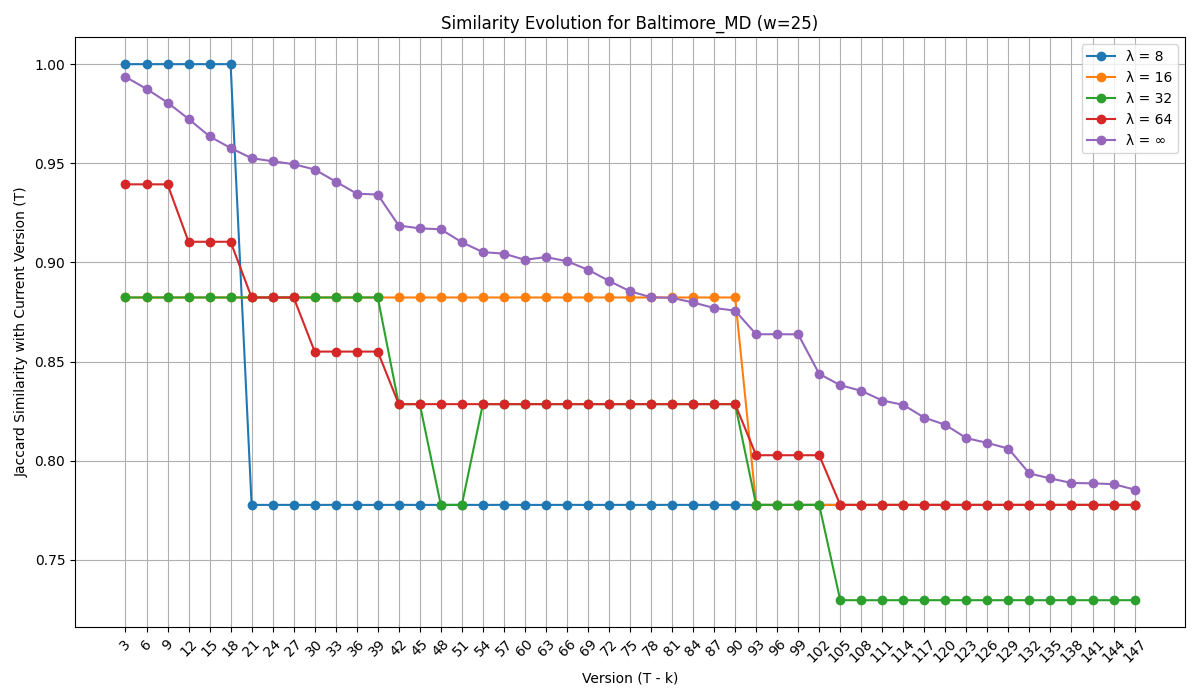 Similarity Evolution for Baltimore_MD (w=25)
Jaccard Similarity with Current Version (T)
1.00
0.95
0.90
0.85
0.80
0.75
λ = 8
λ = 16
λ = 32
λ = 64
λ = ∞
3 6 9 12 15 18 21 24 27 30 33 36 39 42 45 48 51 54 57 60 63 66 69 72 75 78 81 84 87 90 93 96 99 102 105 108 111 114 117 120 123 126 129 132 135 138 141 144 147
Version (T - k)